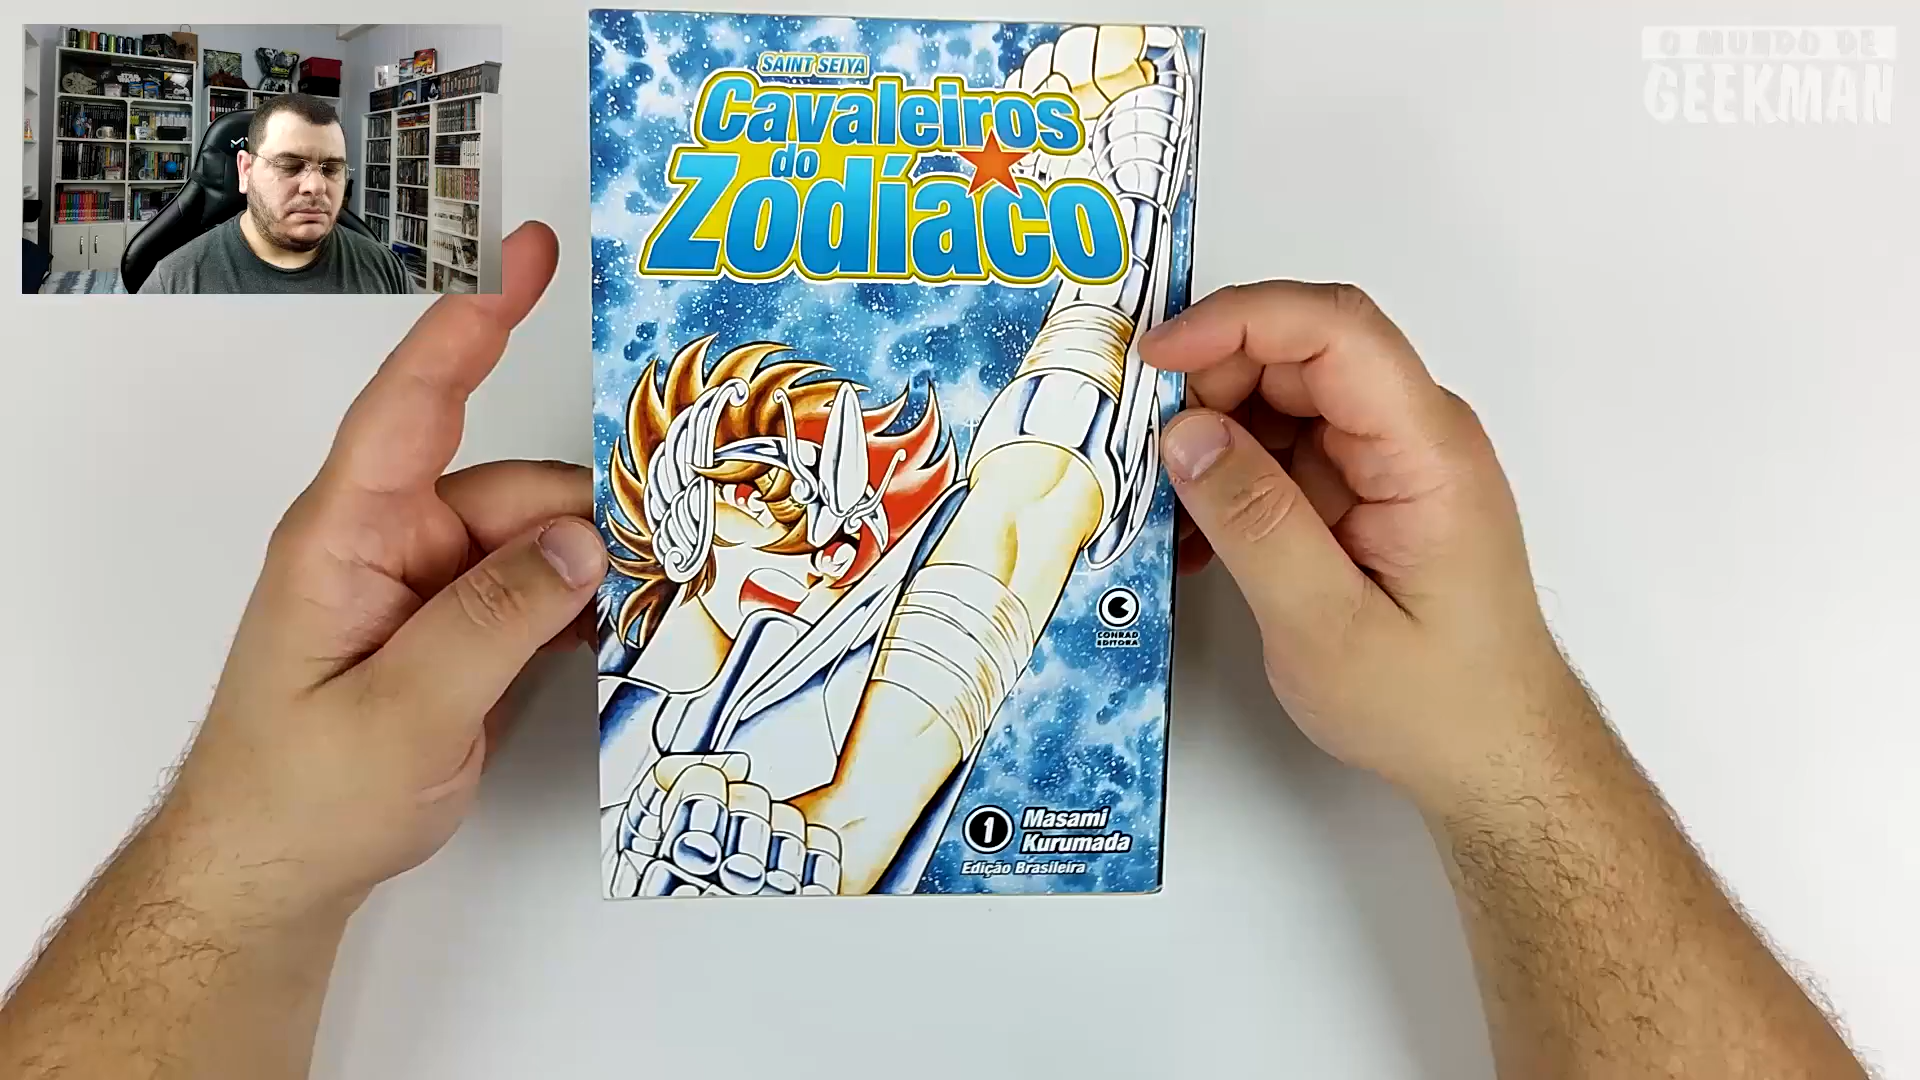 SAINT SEIYA
Cavaleiros
do
Zodíaco
CONRAD
EDITORA
1
Masami
Kurumada
Edição Brasileira
O MUNDO DE
GEEKMAN